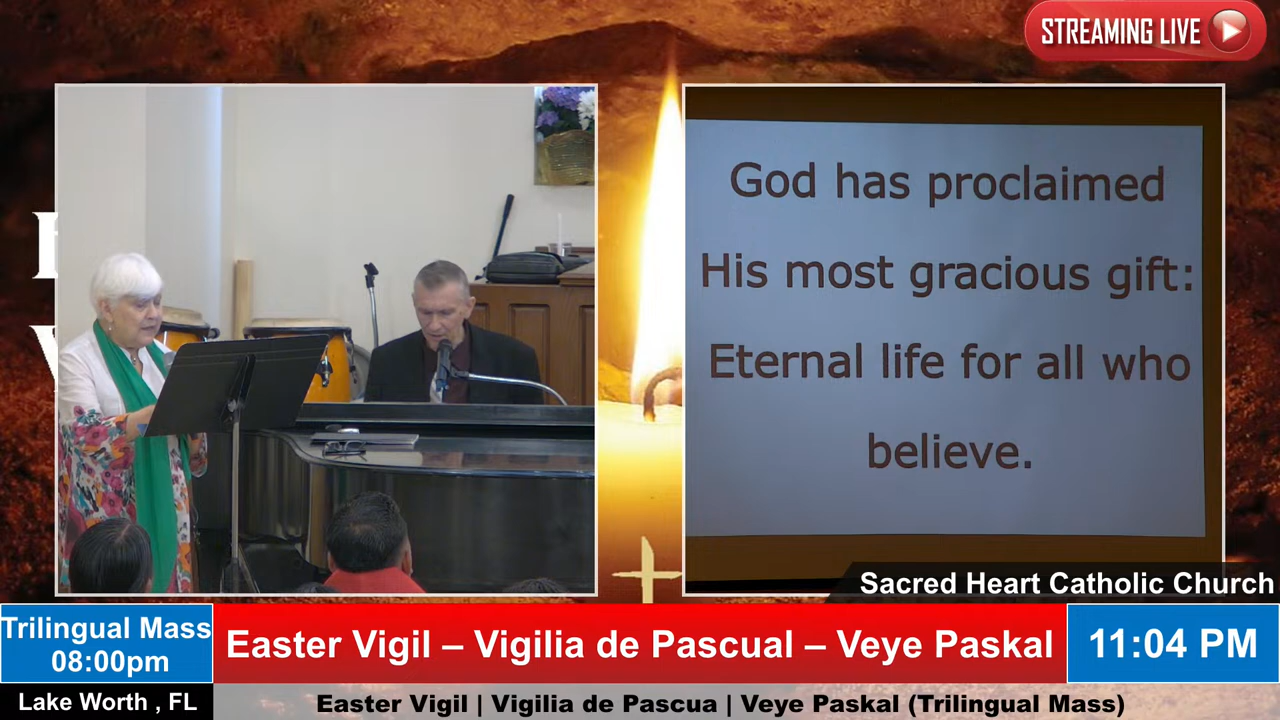 STREAMING LIVE
God has proclaimed
His most gracious gift:
Eternal life for all who
believe.
Sacred Heart Catholic Church
Trilingual Mass
08:00pm
Easter Vigil – Vigilia de Pascual – Veye Paskal
11:04 PM
Lake Worth , FL
Easter Vigil | Vigilia de Pascua | Veye Paskal (Trilingual Mass)